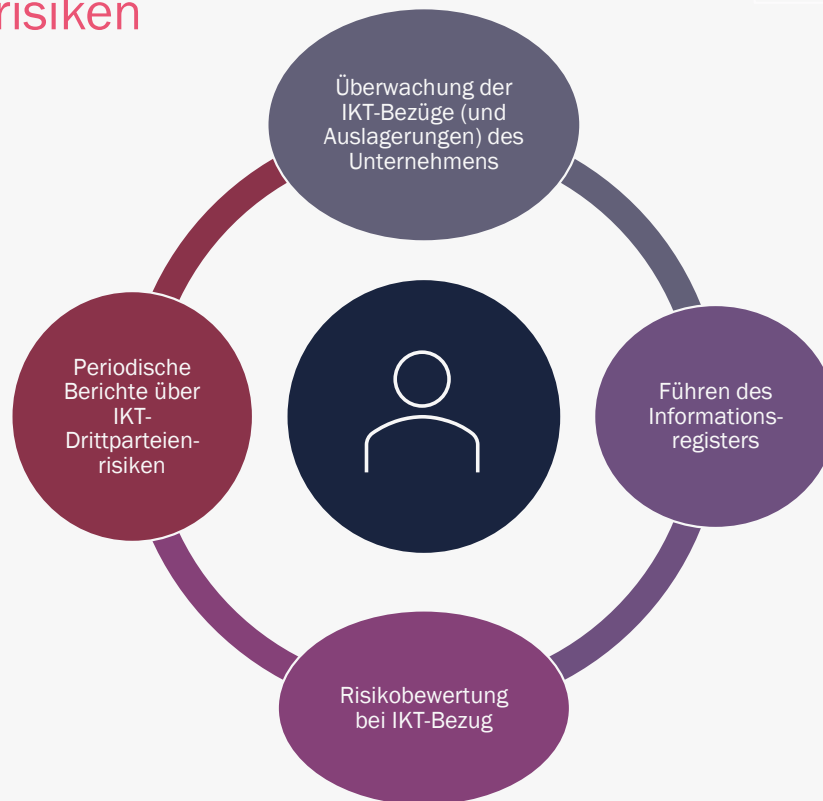 risiken
Überwachung der
IKT-Bezüge (und
Auslagerungen) des
Unternehmens
Periodische
Berichte über
IKT-
Drittparteien-
risiken
Führen des
Informations-
registers
Risikobewertung
bei IKT-Bezug